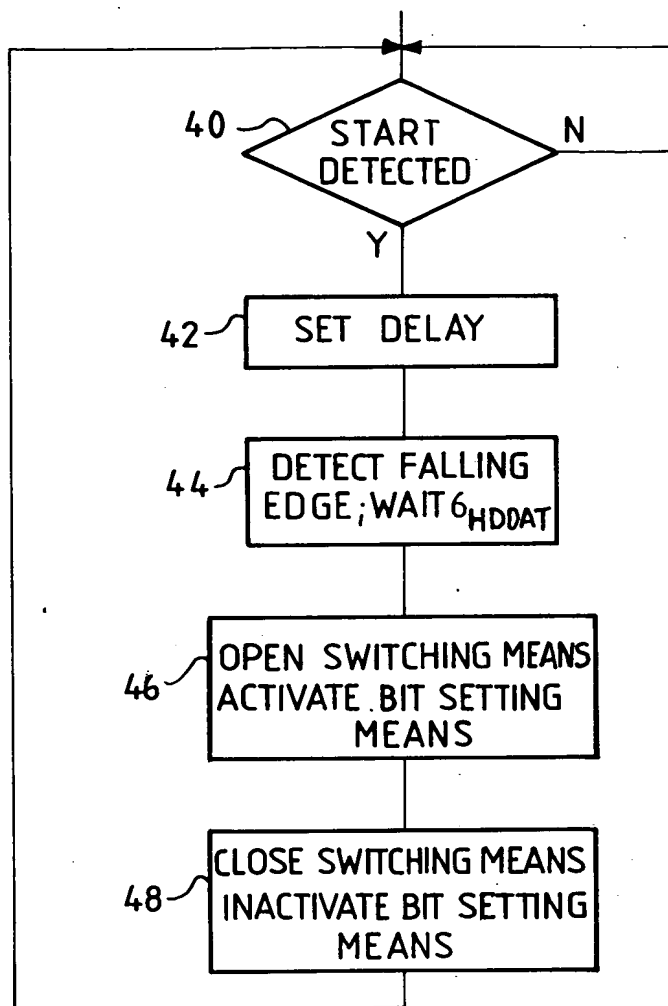 40
START
DETECTED
N
Y
42
SET DELAY
44
DETECT FALLING
EDGE; WAIT 6HDDAT
46
OPEN SWITCHING MEANS
ACTIVATE BIT SETTING
MEANS
48
CLOSE SWITCHING MEANS
INACTIVATE BIT SETTING
MEANS